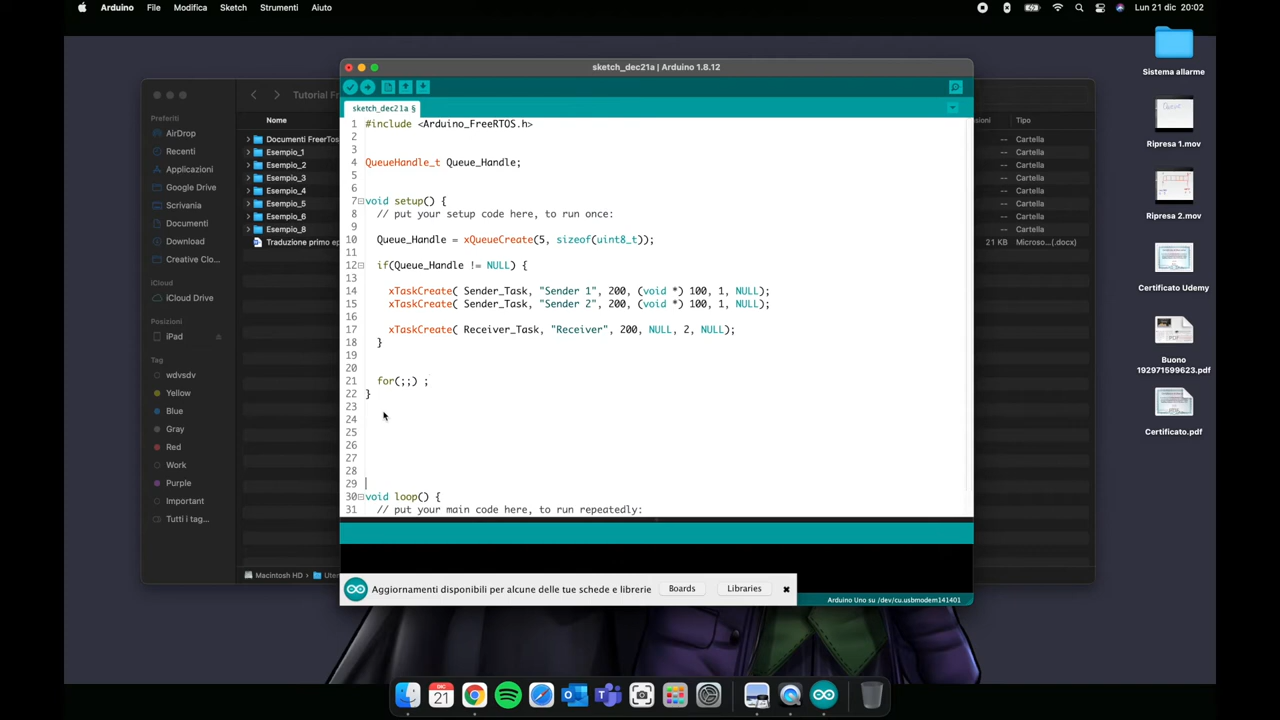 Arduino File Modifica Sketch Strumenti Aiuto Lun 21 dic 20:02
sketch_dec21a | Arduino 1.8.12
Sistema allarme
Ripresa 1.mov
Ripresa 2.mov
Certificato Udemy
Buono
192971599623.pdf
Certificato.pdf
Preferiti
AirDrop
Recenti
Applicazioni
Google Drive
Scrivania
Documenti
Download
Creative Clo...
iCloud
iCloud Drive
Posizioni
iPad
Tag
wdvsdv
Yellow
Blue
Gray
Red
Work
Purple
Important
Tutti i tag...
Tutorial Fr
Nome
Documenti FreerTos
Esempio_1
Esempio_2
Esempio_3
Esempio_4
Esempio_5
Esempio_6
Esempio_8
Traduzione primo ep
Macintosh HD › Uten
sketch_dec21a §
1 #include <Arduino_FreeRTOS.h>
2
3
4 QueueHandle_t Queue_Handle;
5
6
7 void setup() {
8 // put your setup code here, to run once:
9
10 Queue_Handle = xQueueCreate(5, sizeof(uint8_t));
11
12 if(Queue_Handle != NULL) {
13
14 xTaskCreate( Sender_Task, "Sender 1", 200, (void *) 100, 1, NULL);
15 xTaskCreate( Sender_Task, "Sender 2", 200, (void *) 100, 1, NULL);
16
17 xTaskCreate( Receiver_Task, "Receiver", 200, NULL, 2, NULL);
18 }
19
20
21 for(;;) ;
22 }
23
24
25
26
27
28
29
30 void loop() {
31 // put your main code here, to run repeatedly:
Tipo
-- Cartella
-- Cartella
-- Cartella
-- Cartella
-- Cartella
-- Cartella
-- Cartella
-- Cartella
21 KB Microso...(.docx)
Aggiornamenti disponibili per alcune delle tue schede e librerie Boards Libraries
Arduino Uno su /dev/cu.usbmodem141401
DIC
21